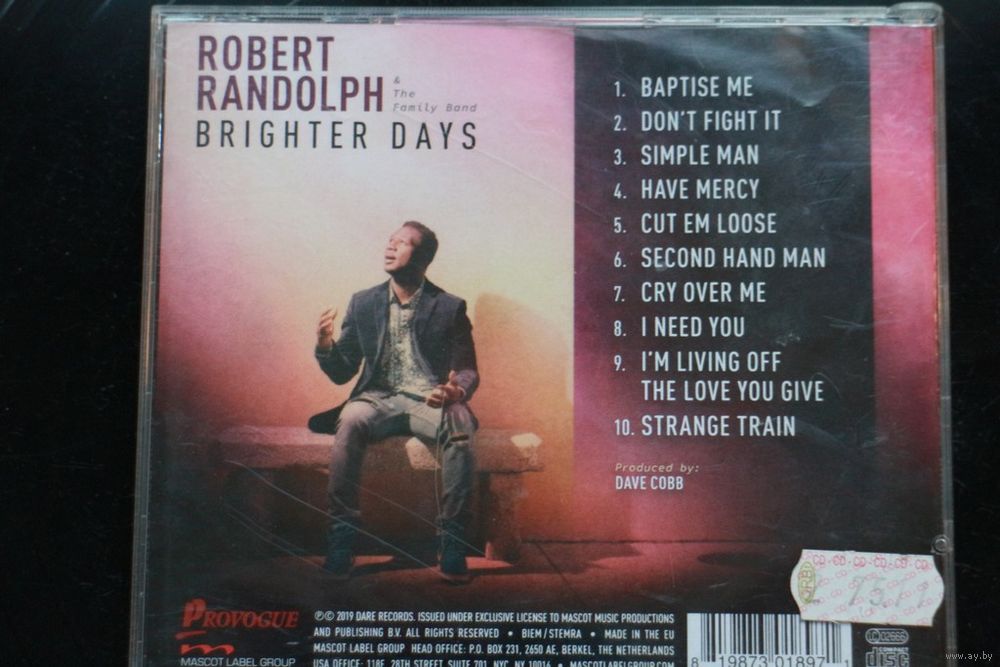 ROBERT
RANDOLPH
&
The
Family Band
BRIGHTER DAYS
1. BAPTISE ME
2. DON'T FIGHT IT
3. SIMPLE MAN
4. HAVE MERCY
5. CUT EM LOOSE
6. SECOND HAND MAN
7. CRY OVER ME
8. I NEED YOU
9. I'M LIVING OFF
THE LOVE YOU GIVE
10. STRANGE TRAIN
Produced by:
DAVE COBB
PROVOGUE
MASCOT LABEL GROUP
℗© 2019 DARE RECORDS. ISSUED UNDER EXCLUSIVE LICENSE TO MASCOT MUSIC PRODUCTIONS
AND PUBLISHING B.V. ALL RIGHTS RESERVED • BIEM/STEMRA • MADE IN THE EU
MASCOT LABEL GROUP HEAD OFFICE: P.O. BOX 231, 2650 AE, BERKEL, THE NETHERLANDS
USA OFFICE: 118E. 28TH STREET SUITE 701, NYC, NY 10016 • MASCOTLABELGROUP.COM
8 19873 01897
CD-CD-CD-CD-CD
LC 02666
COMPACT
disc
www.ay.by